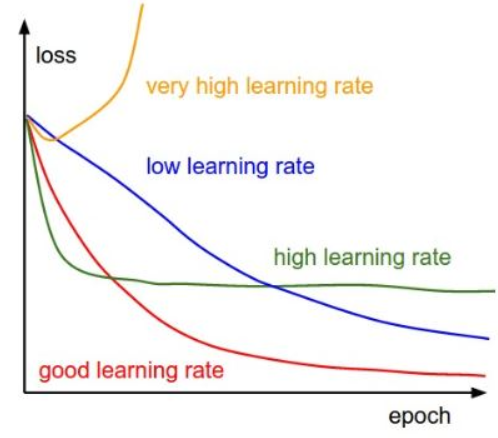 loss
very high learning rate
low learning rate
high learning rate
good learning rate
epoch